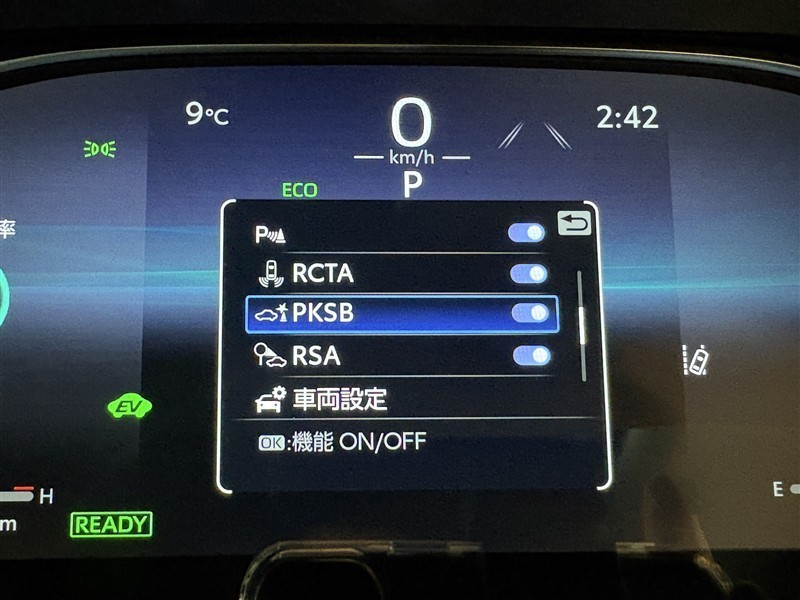 9°C
0
2:42
km/h
ECO
P
率
P
RCTA
PKSB
RSA
車両設定
EV
OK:機能 ON/OFF
H
E
m
READY